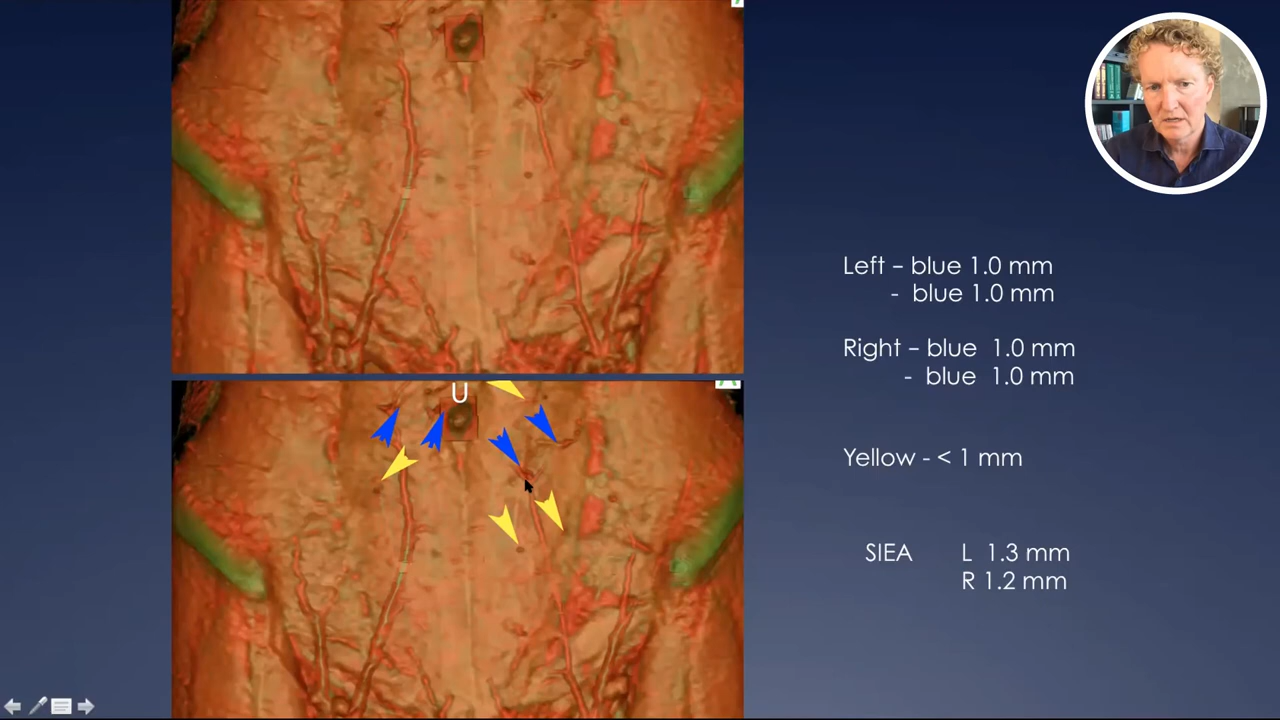 U
Left – blue 1.0 mm
- blue 1.0 mm
Right – blue 1.0 mm
- blue 1.0 mm
Yellow - < 1 mm
SIEA L 1.3 mm
R 1.2 mm